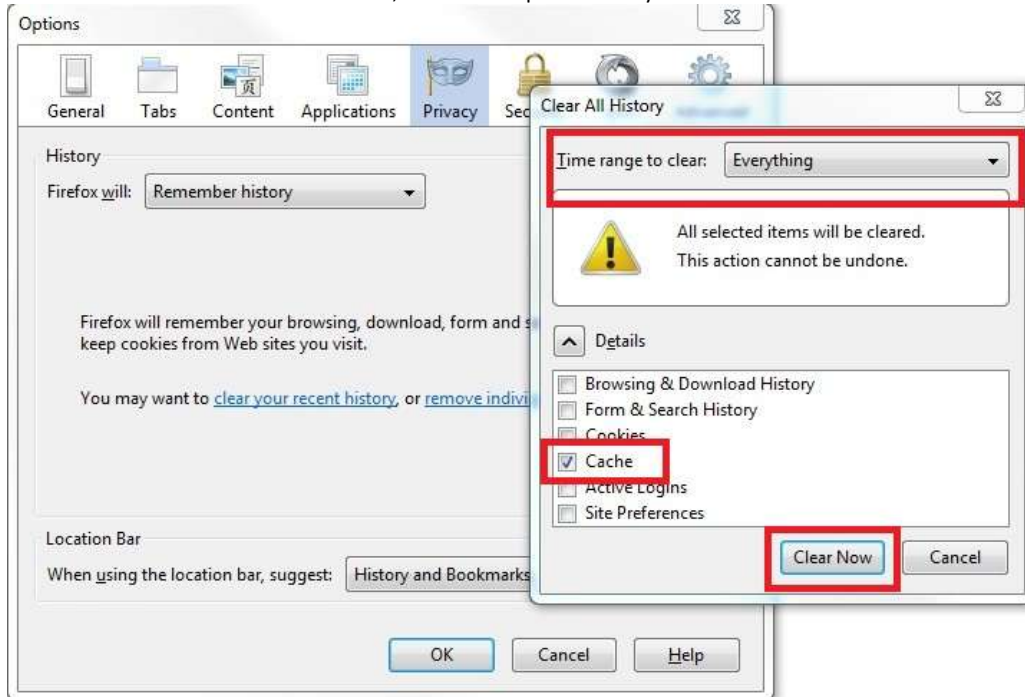 Options
General Tabs Content Applications Privacy Sec
History
Firefox will: Remember history
Firefox will remember your browsing, download, form and s
keep cookies from Web sites you visit.
You may want to clear your recent history, or remove indivi
Location Bar
When using the location bar, suggest: History and Bookmarks
OK Cancel Help
Clear All History
Time range to clear: Everything
All selected items will be cleared.
This action cannot be undone.
Details
Browsing & Download History
Form & Search History
Cookies
Cache
Active Logins
Site Preferences
Clear Now Cancel